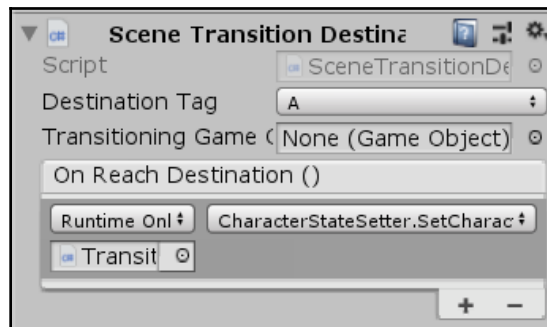 Scene Transition Destina
Script SceneTransitionDe
Destination Tag A
Transitioning Game ( None (Game Object)
On Reach Destination ()
Runtime Onl CharacterStateSetter.SetCharac
Transit
+ −